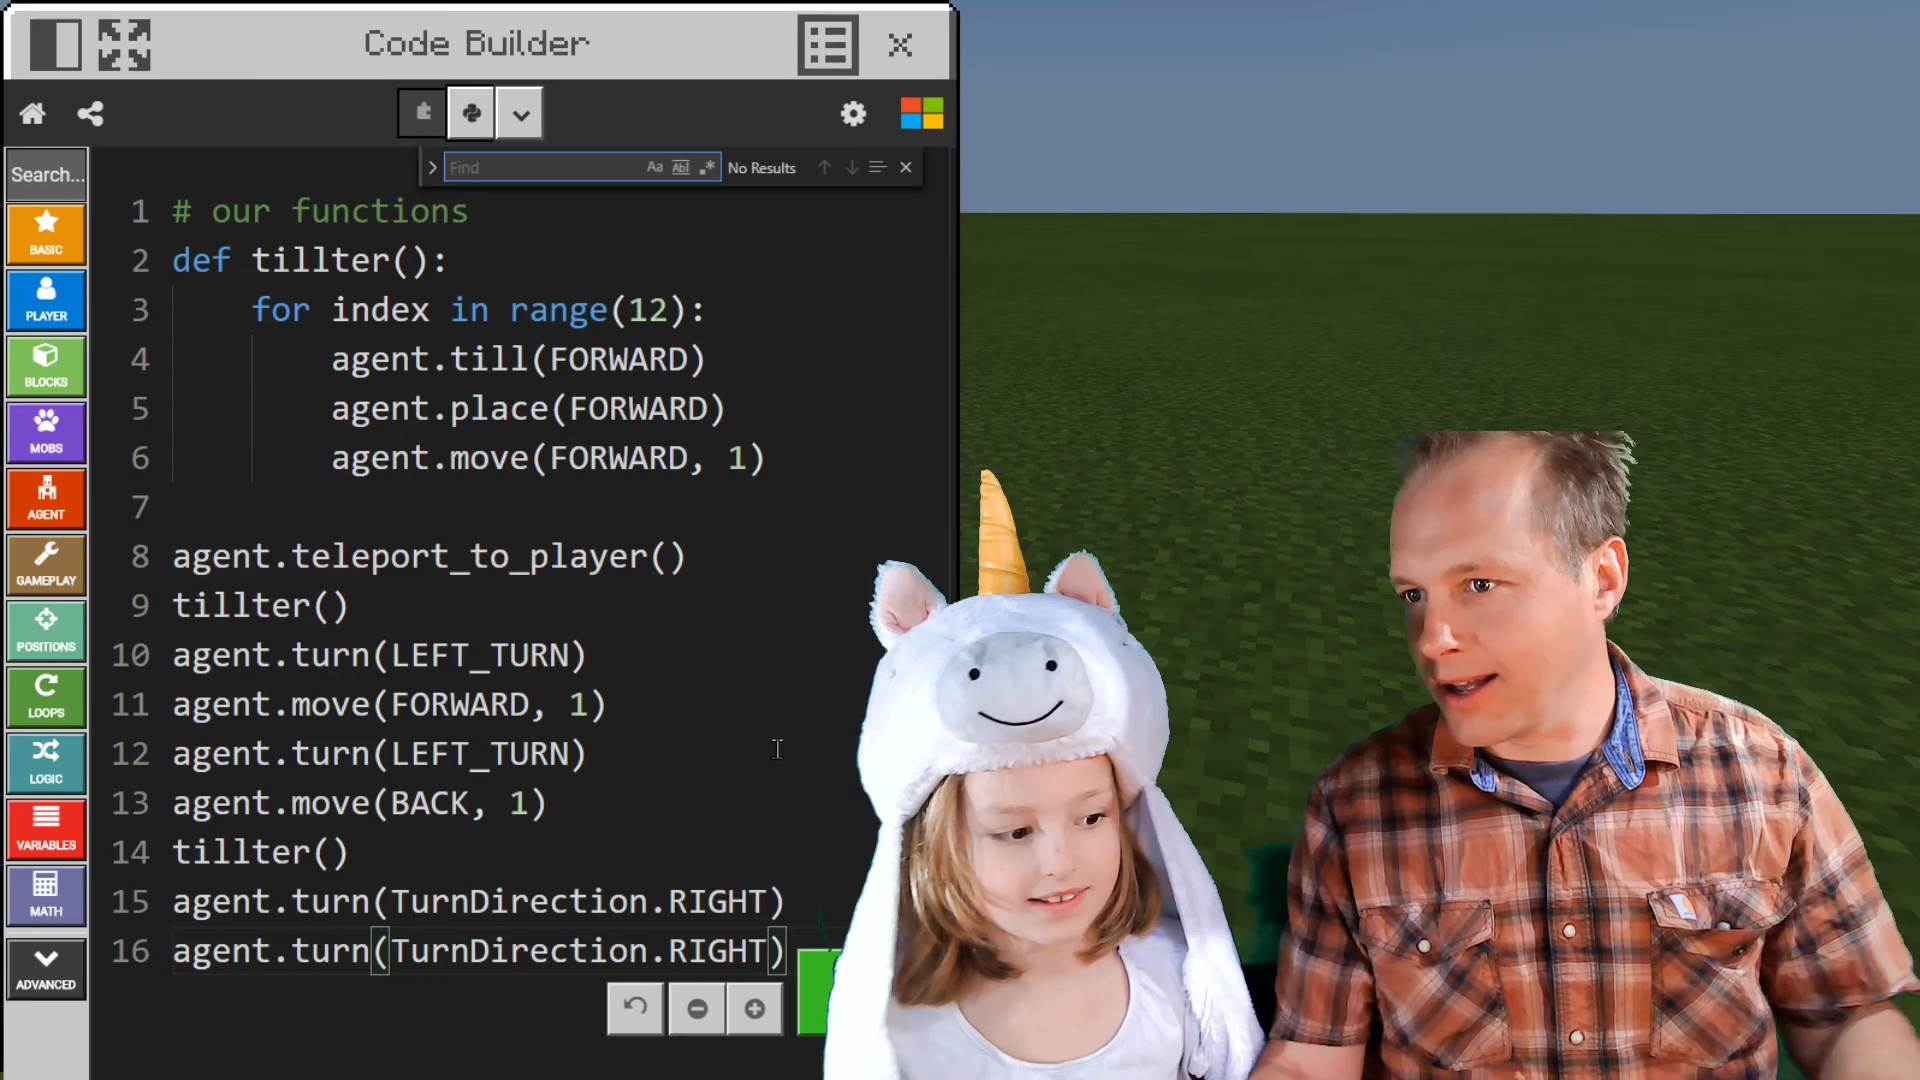 Code Builder
Find
Aa
Abl
No Results
Search...
BASIC
PLAYER
BLOCKS
MOBS
AGENT
GAMEPLAY
POSITIONS
LOOPS
LOGIC
VARIABLES
MATH
ADVANCED
1 # our functions
2 def tillter():
3 for index in range(12):
4 agent.till(FORWARD)
5 agent.place(FORWARD)
6 agent.move(FORWARD, 1)
7
8 agent.teleport_to_player()
9 tillter()
10 agent.turn(LEFT_TURN)
11 agent.move(FORWARD, 1)
12 agent.turn(LEFT_TURN)
13 agent.move(BACK, 1)
14 tillter()
15 agent.turn(TurnDirection.RIGHT)
16 agent.turn(TurnDirection.RIGHT)